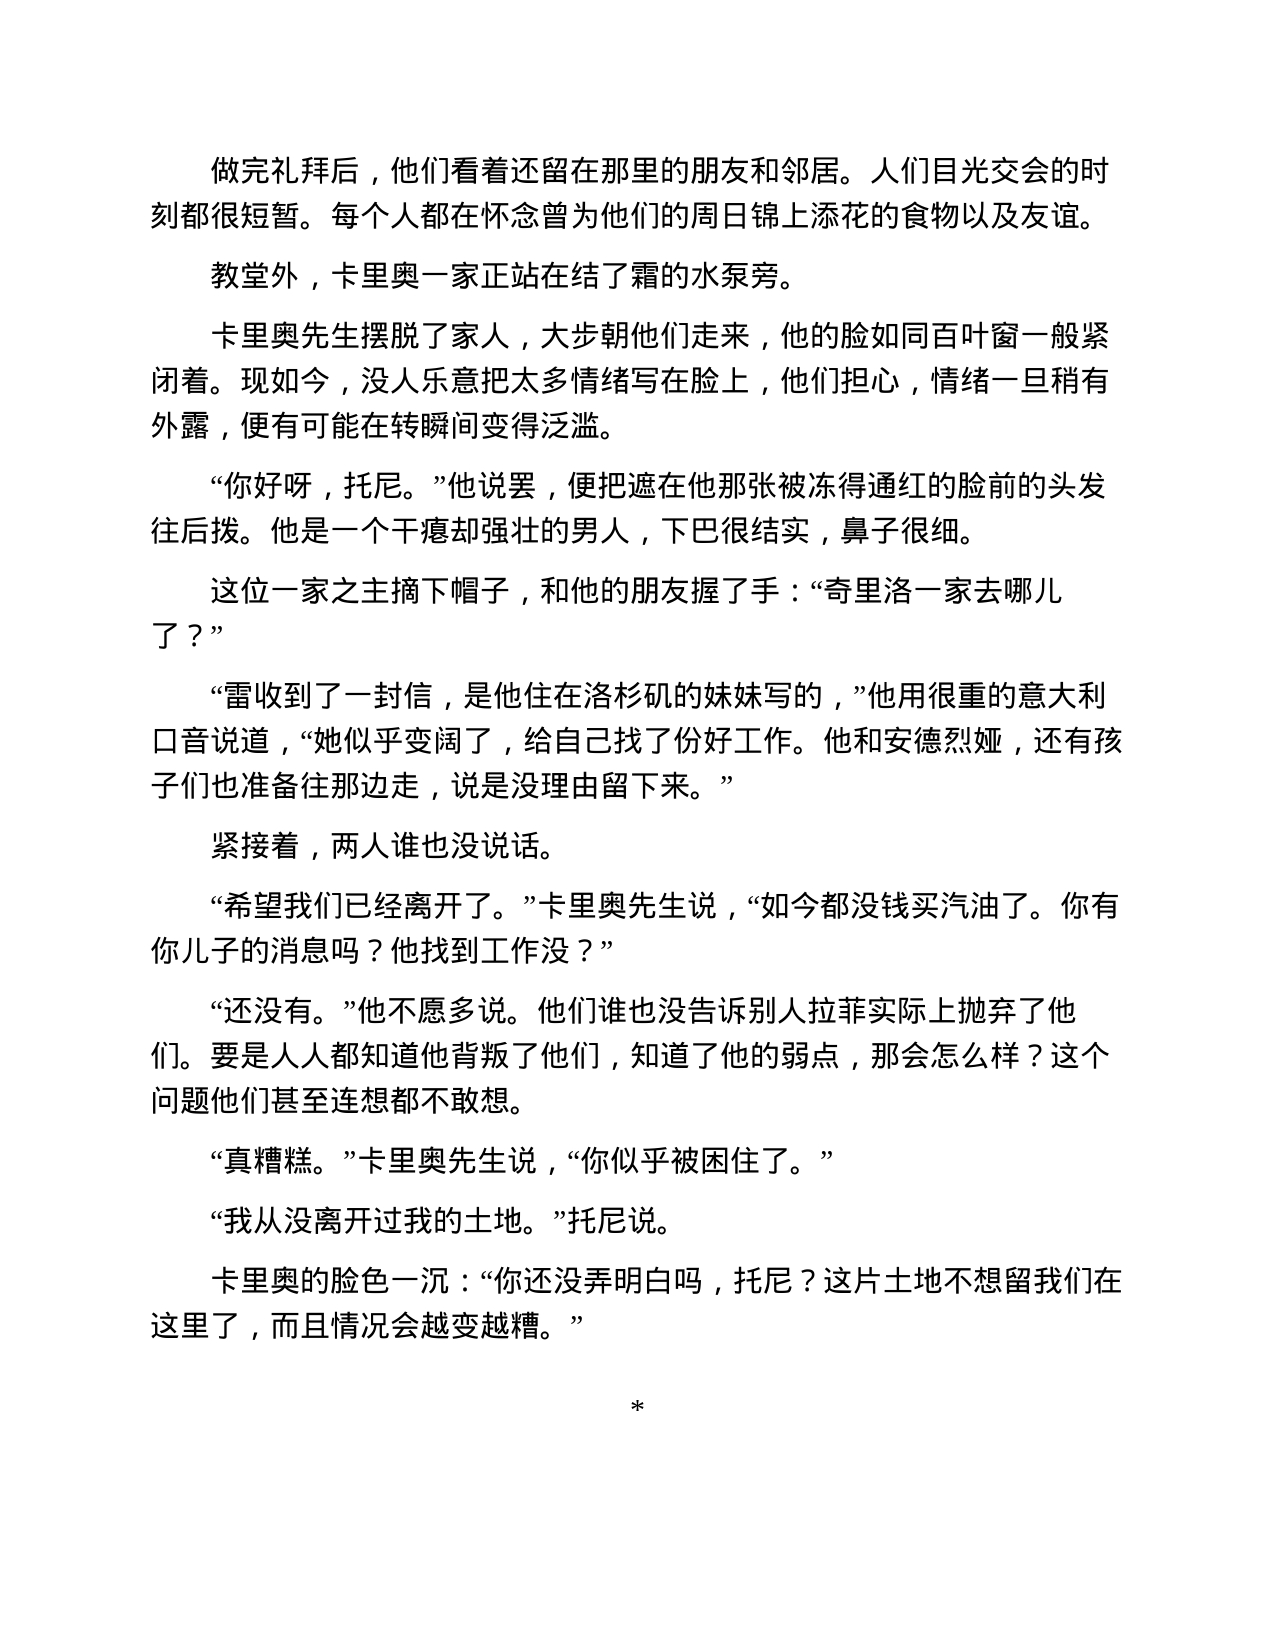 做完礼拜后，他们看着还留在那里的朋友和邻居。人们目光交会的时
刻都很短暂。每个人都在怀念曾为他们的周日锦上添花的食物以及友谊。
教堂外，卡里奥一家正站在结了霜的水泵旁。
卡里奥先生摆脱了家人，大步朝他们走来，他的脸如同百叶窗一般紧
闭着。现如今，没人乐意把太多情绪写在脸上，他们担心，情绪一旦稍有
外露，便有可能在转瞬间变得泛滥。
“你好呀，托尼。”他说罢，便把遮在他那张被冻得通红的脸前的头发
往后拨。他是一个干瘪却强壮的男人，下巴很结实，鼻子很细。
这位一家之主摘下帽子，和他的朋友握了手：“奇里洛一家去哪儿
了？”
“雷收到了一封信，是他住在洛杉矶的妹妹写的，”他用很重的意大利
口音说道，“她似乎变阔了，给自己找了份好工作。他和安德烈娅，还有孩
子们也准备往那边走，说是没理由留下来。”
紧接着，两人谁也没说话。
“希望我们已经离开了。”卡里奥先生说，“如今都没钱买汽油了。你有
你儿子的消息吗？他找到工作没？”
“还没有。”他不愿多说。他们谁也没告诉别人拉菲实际上抛弃了他
们。要是人人都知道他背叛了他们，知道了他的弱点，那会怎么样？这个
问题他们甚至连想都不敢想。
“真糟糕。”卡里奥先生说，“你似乎被困住了。”
“我从没离开过我的土地。”托尼说。
卡里奥的脸色一沉：“你还没弄明白吗，托尼？这片土地不想留我们在
这里了，而且情况会越变越糟。”
*